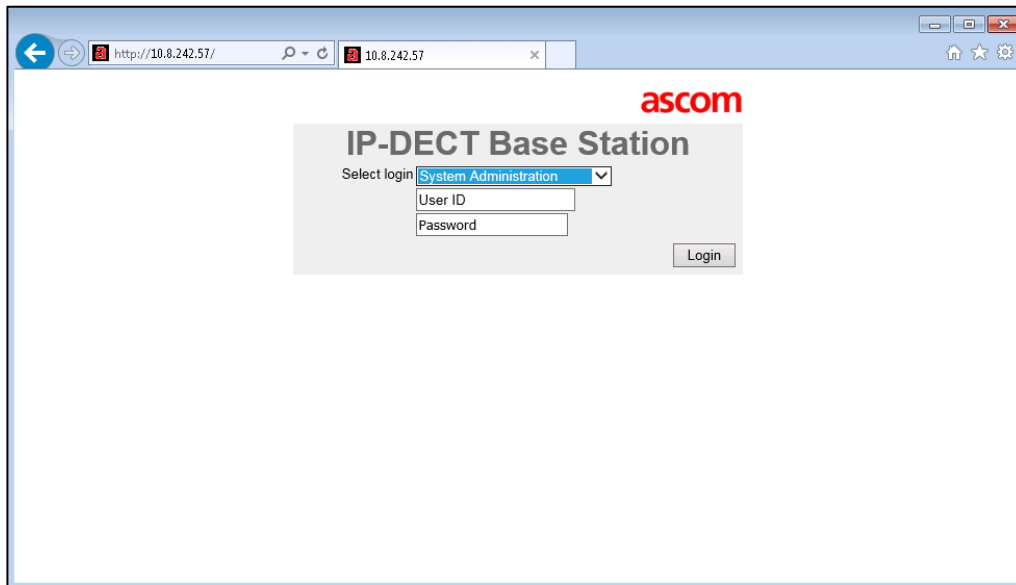 http://10.8.242.57/
10.8.242.57
ascom
IP-DECT Base Station
Select login System Administration
User ID
Password
Login